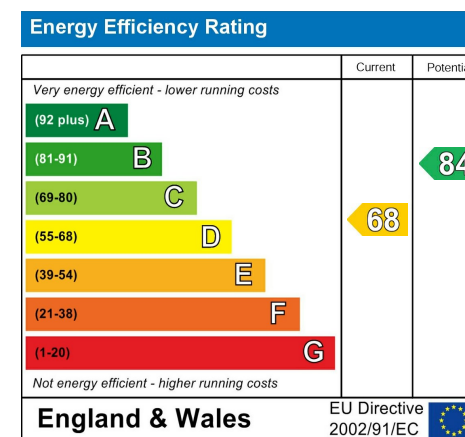 Energy Efficiency Rating
Current Potentia
Very energy efficient - lower running costs
(92 plus) A
(81-91) B
84
(69-80) C
68
(55-68) D
(39-54) E
(21-38) F
(1-20) G
Not energy efficient - higher running costs
England & Wales
EU Directive
2002/91/EC